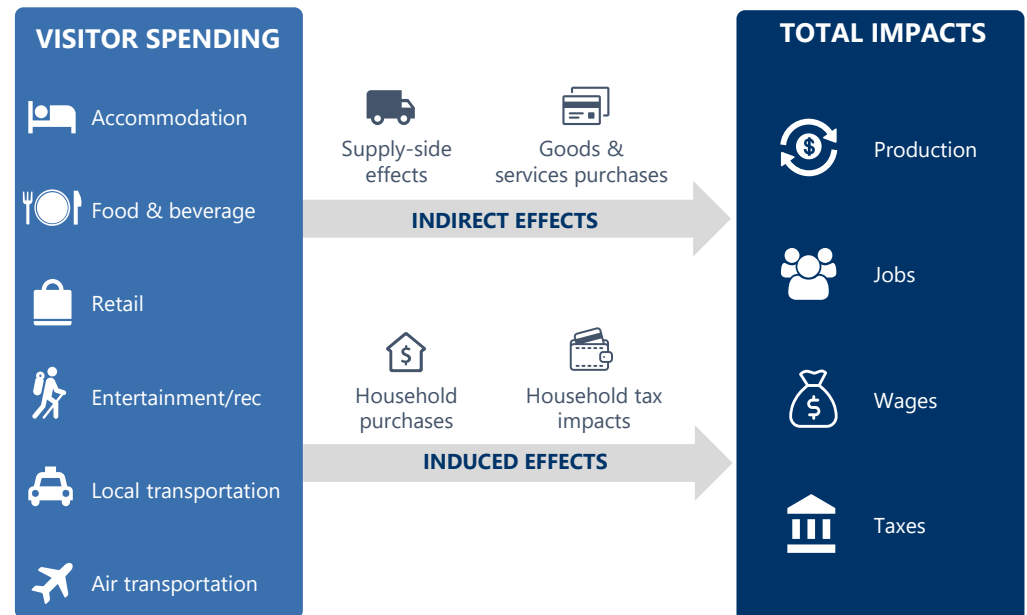 VISITOR SPENDING
Accommodation
Food & beverage
Retail
Entertainment/rec
Local transportation
Air transportation
Supply-side
effects
Goods &
services purchases
INDIRECT EFFECTS
Household
purchases
Household tax
impacts
INDUCED EFFECTS
TOTAL IMPACTS
Production
Jobs
Wages
Taxes